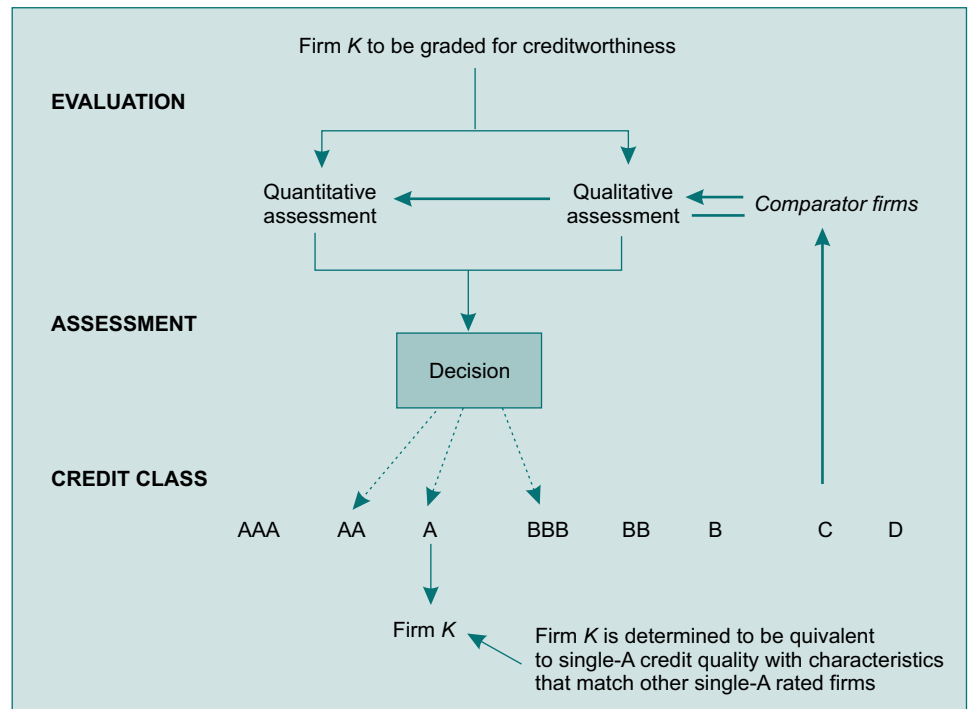 Firm K to be graded for creditworthiness
EVALUATION
Quantitative
assessment
Qualitative
assessment
Comparator firms
ASSESSMENT
Decision
CREDIT CLASS
AAA AA A BBB BB B C D
Firm K
Firm K is determined to be quivalent
to single-A credit quality with characteristics
that match other single-A rated firms